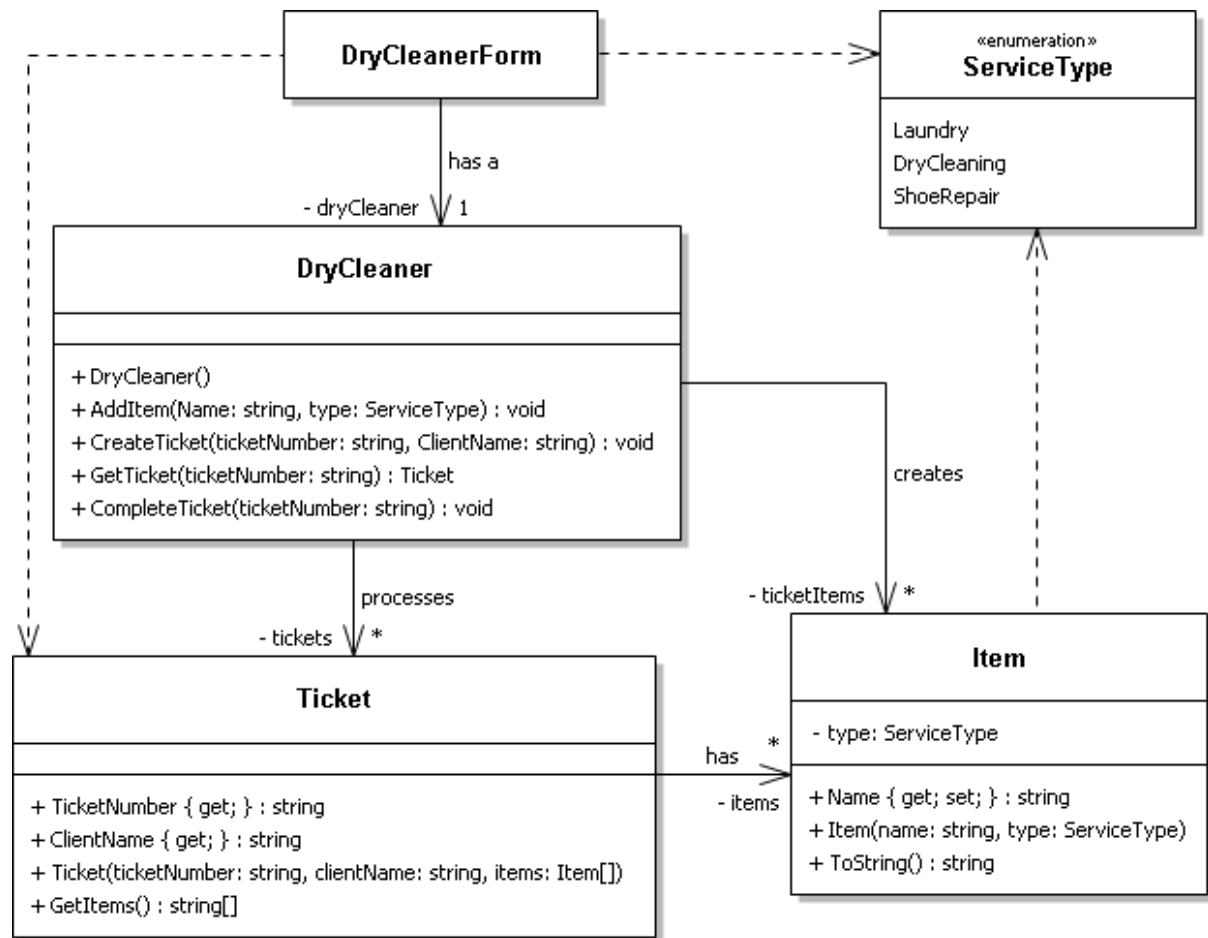 DryCleanerForm
«enumeration»
ServiceType
Laundry
DryCleaning
ShoeRepair
has a
- dryCleaner
1
DryCleaner
+ DryCleaner()
+ AddItem(Name: string, type: ServiceType) : void
+ CreateTicket(ticketNumber: string, ClientName: string) : void
+ GetTicket(ticketNumber: string) : Ticket
+ CompleteTicket(ticketNumber: string) : void
creates
- ticketItems
*
processes
- tickets
*
Ticket
+ TicketNumber { get; } : string
+ ClientName { get; } : string
+ Ticket(ticketNumber: string, clientName: string, items: Item[])
+ GetItems() : string[]
has
*
- items
Item
- type: ServiceType
+ Name { get; set; } : string
+ Item(name: string, type: ServiceType)
+ ToString() : string